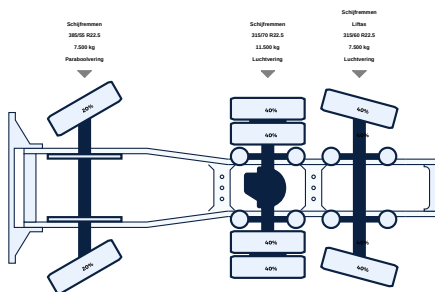 Schijfremmen
385/55 R22.5
7.500 kg
Paraboolvering
Schijfremmen
315/70 R22.5
11.500 kg
Luchtvering
Schijfremmen
Liftas
315/60 R22.5
7.500 kg
Luchtvering
20%
40%
40%
40%
40%
20%
40%
40%
40%
40%